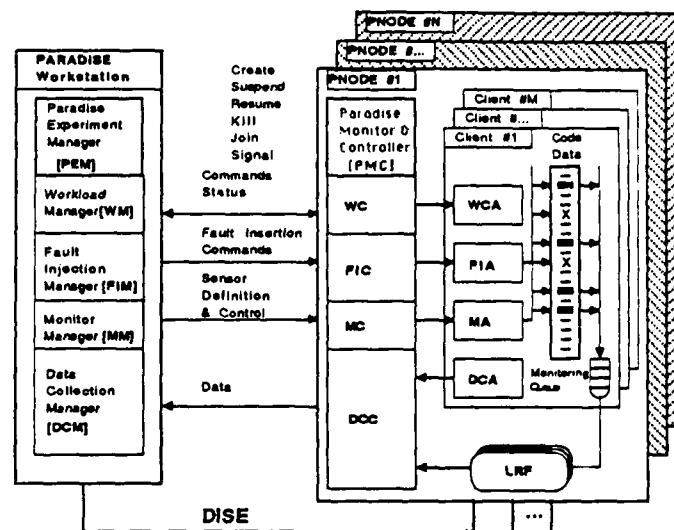 PNODE #N
PNODE #...
PARADISE
Workstation
PNODE #1
Create
Suspend
Resume
Kill
Join
Signal
Client #M
Client #...
Client #1
Code
Data
Paradise
Experiment
Manager
[PEM]
Paradise
Monitor &
Controller
[PMC]
Commands
Status
Workload
Manager[WM]
WC
WCA
Fault Insertion
Commands
Fault
Injection
Manager [FIM]
FIC
FIA
Sensor
Definition
& Control
Monitor
Manager[MM]
MC
MA
Data
Collection
Manager
[DCM]
Data
DCC
DCA
Monitoring
Queue
LRF
DISE
...